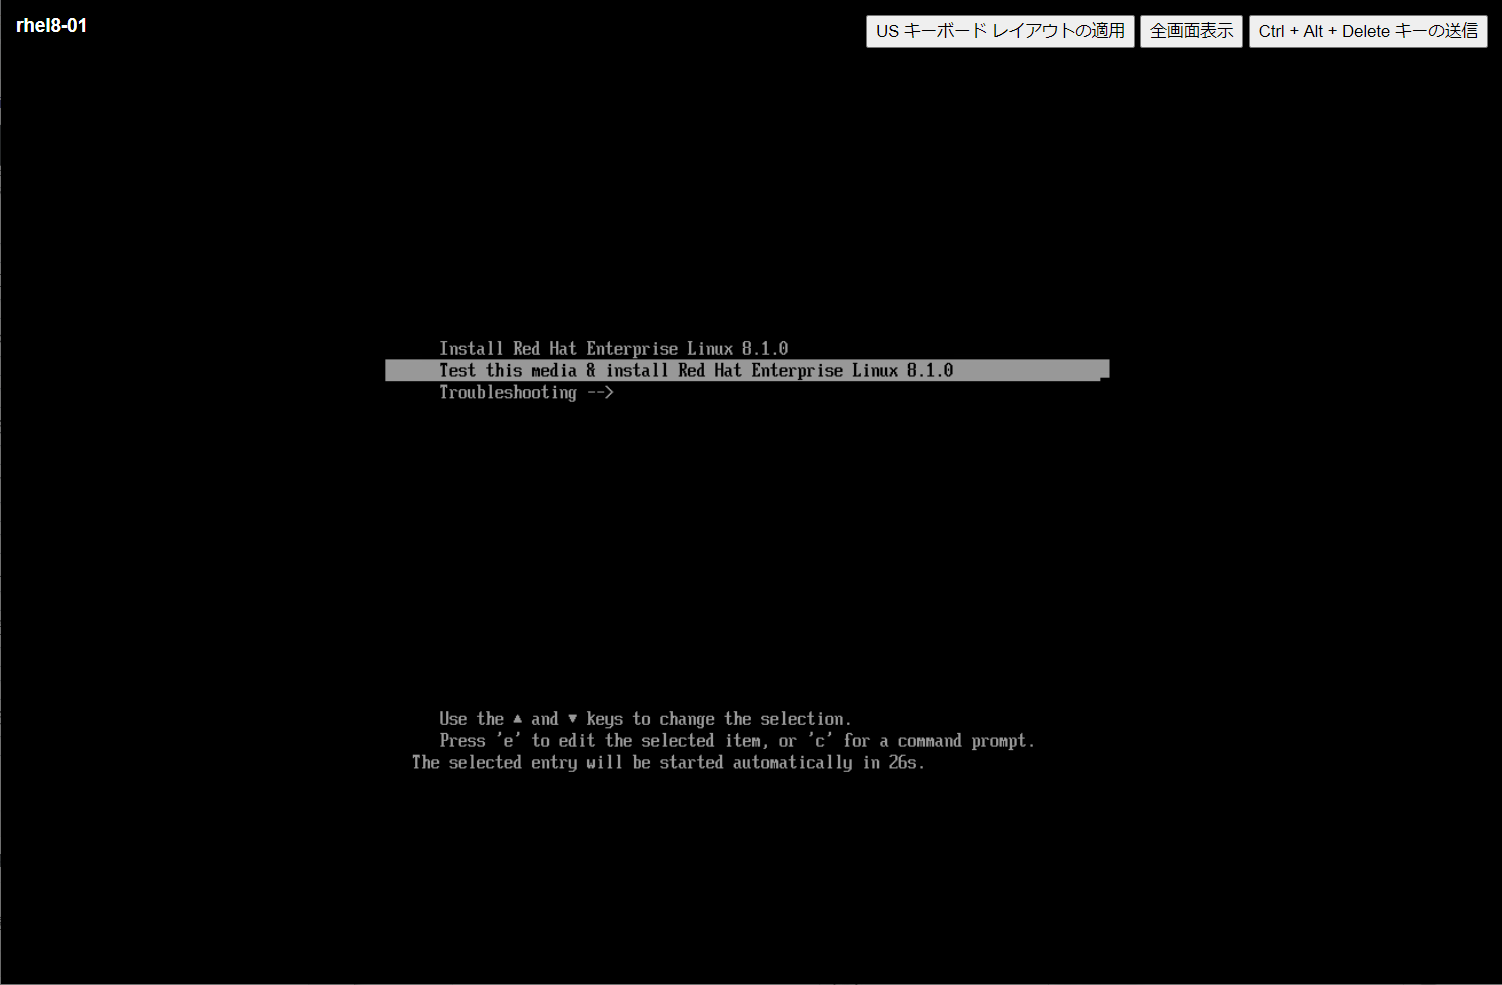 rhel8-01
US キーボード レイアウトの適用 全画面表示 Ctrl + Alt + Delete キーの送信
Install Red Hat Enterprise Linux 8.1.0
Test this media & install Red Hat Enterprise Linux 8.1.0
Troubleshooting -->
Use the ▲ and ▼ keys to change the selection.
Press 'e' to edit the selected item, or 'c' for a command prompt.
The selected entry will be started automatically in 26s.